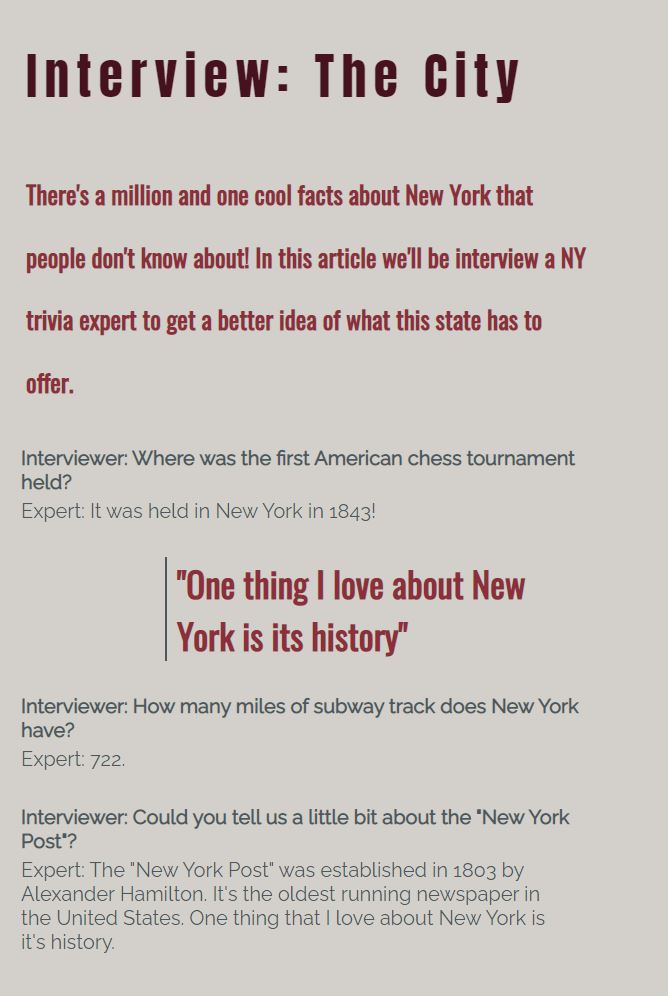 Interview: The City
There's a million and one cool facts about New York that
people don't know about! In this article we'll be interview a NY
trivia expert to get a better idea of what this state has to
offer.
Interviewer: Where was the first American chess tournament
held?
Expert: It was held in New York in 1843!
"One thing I love about New
York is its history"
Interviewer: How many miles of subway track does New York
have?
Expert: 722.
Interviewer: Could you tell us a little bit about the "New York
Post"?
Expert: The "New York Post" was established in 1803 by
Alexander Hamilton. It's the oldest running newspaper in
the United States. One thing that I love about New York is
it's history.